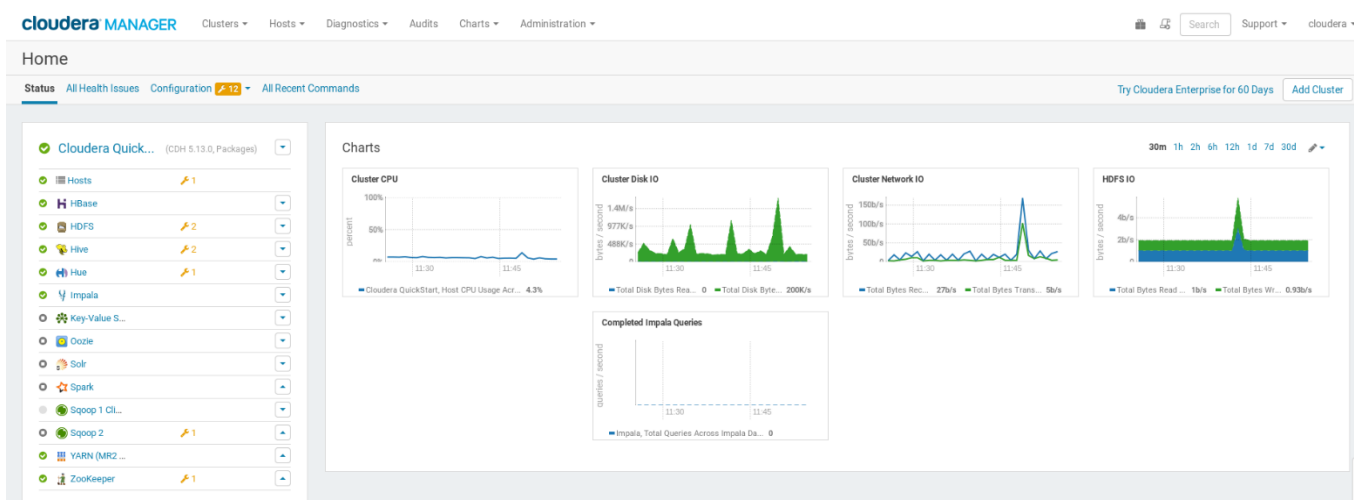 cloudera MANAGER Clusters Hosts Diagnostics Audits Charts Administration Search Support cloudera
Home
Status All Health Issues Configuration 12 All Recent Commands Try Cloudera Enterprise for 60 Days Add Cluster
Cloudera Quick... (CDH 5.13.0, Packages)
Hosts 1
HBase
HDFS 2
Hive 2
Hue 1
Impala
Key-Value S...
Oozie
Solr
Spark
Sqoop 1 Cli...
Sqoop 2 1
YARN (MR2 ...
ZooKeeper 1
Charts 30m 1h 2h 6h 12h 1d 7d 30d
Cluster CPU
percent
100%
50%
0%
11:30 11:45
Cloudera QuickStart, Host CPU Usage Acr... 4.3%
Cluster Disk IO
bytes / second
1.4M/s
977K/s
488K/s
0
11:30 11:45
Total Disk Bytes Rea... 0 Total Disk Byte... 200K/s
Cluster Network IO
bytes / second
150b/s
100b/s
50b/s
0
11:30 11:45
Total Bytes Rec... 27b/s Total Bytes Trans... 5b/s
HDFS IO
bytes / second
4b/s
2b/s
0
11:30 11:45
Total Bytes Read ... 1b/s Total Bytes Wr... 0.93b/s
Completed Impala Queries
queries / second
11:30 11:45
Impala, Total Queries Across Impala Da... 0